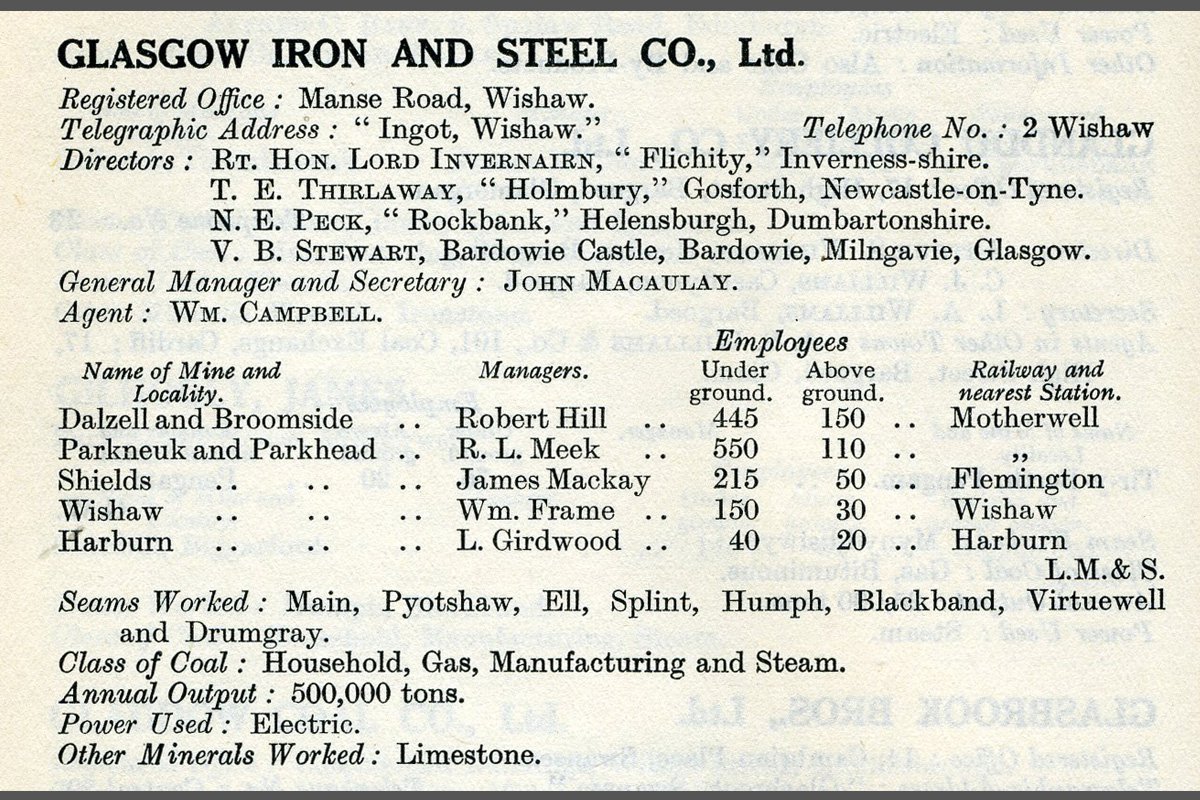 GLASGOW IRON AND STEEL CO., Ltd.
Registered Office : Manse Road, Wishaw.
Telegraphic Address : “ Ingot, Wishaw.” Telephone No. : 2 Wishaw
Directors : RT. HON. LORD INVERNAIRN, “ Flichity,” Inverness-shire.
T. E. THIRLAWAY, “ Holmbury,” Gosforth, Newcastle-on-Tyne.
N. E. PECK, “ Rockbank,” Helensburgh, Dumbartonshire.
V. B. STEWART, Bardowie Castle, Bardowie, Milngavie, Glasgow.
General Manager and Secretary : JOHN MACAULAY.
Agent : WM. CAMPBELL.
Employees
Name of Mine and Managers. Under Above Railway and
Locality. ground. ground. nearest Station.
Dalzell and Broomside .. Robert Hill .. 445 150 .. Motherwell
Parkneuk and Parkhead R. L. Meek .. 550 110 .. ”
Shields .. .. James Mackay 215 50 .. Flemington
Wishaw .. .. Wm. Frame .. 150 30 .. Wishaw
Harburn .. .. .. L. Girdwood .. 40 20 .. Harburn
L.M.& S.
Seams Worked : Main, Pyotshaw, Ell, Splint, Humph Blackband, Virtuewell
and Drumgray.
Class of Coal : Household, Gas, Manufacturing and Steam.
Annual Output : 500,000 tons.
Power Used : Electric.
Other Minerals Worked : Limestone.